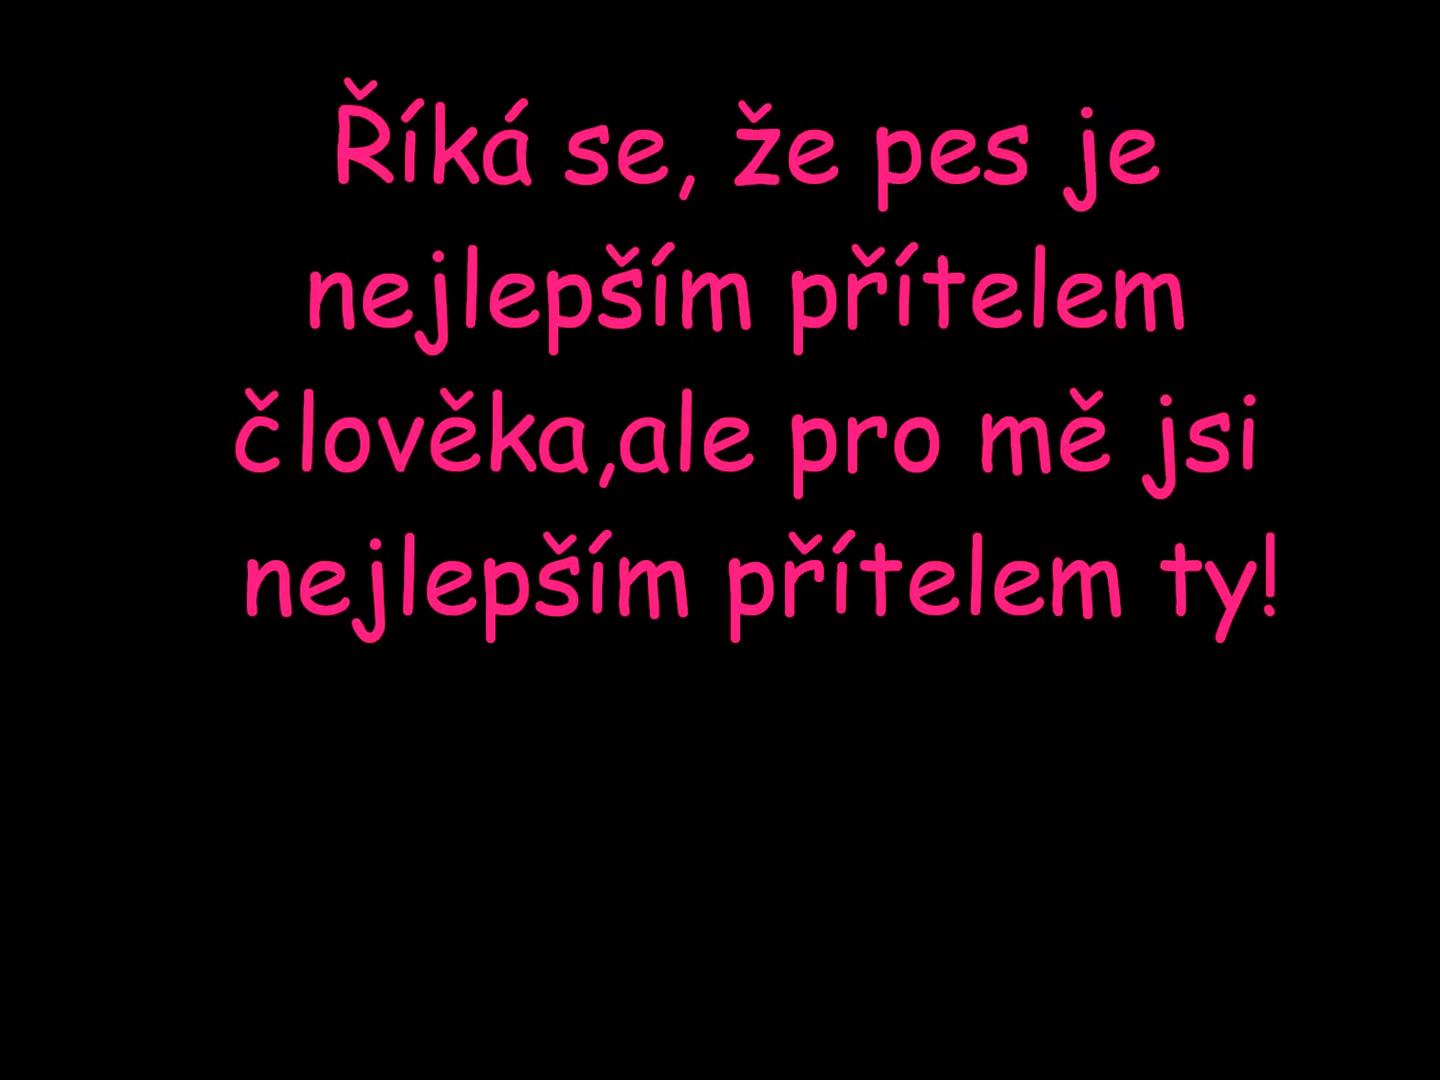 Říká se, že pes je
nejlepším přítelem
člověka,ale pro mě jsi
nejlepším přítelem ty!